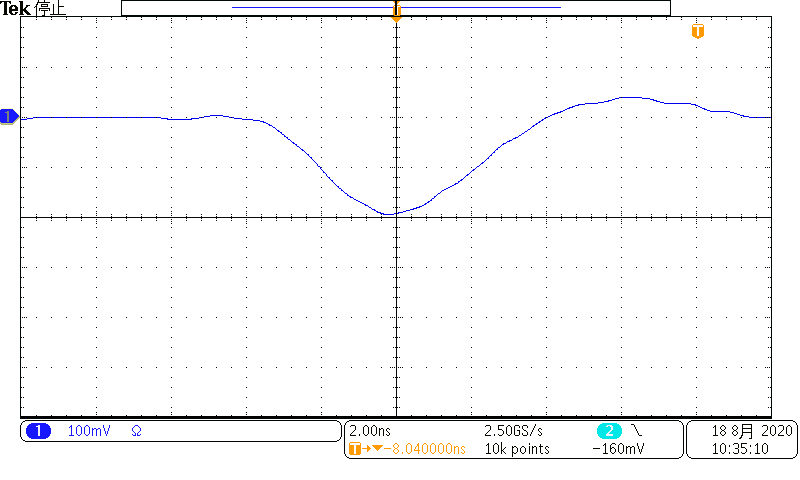 Tek 停止
T
T
1
1 100mV Ω
2.00ns 2.50GS/s 2 -160mV
T→▼-8.040000ns 10k points
18 8月 2020
10:35:10